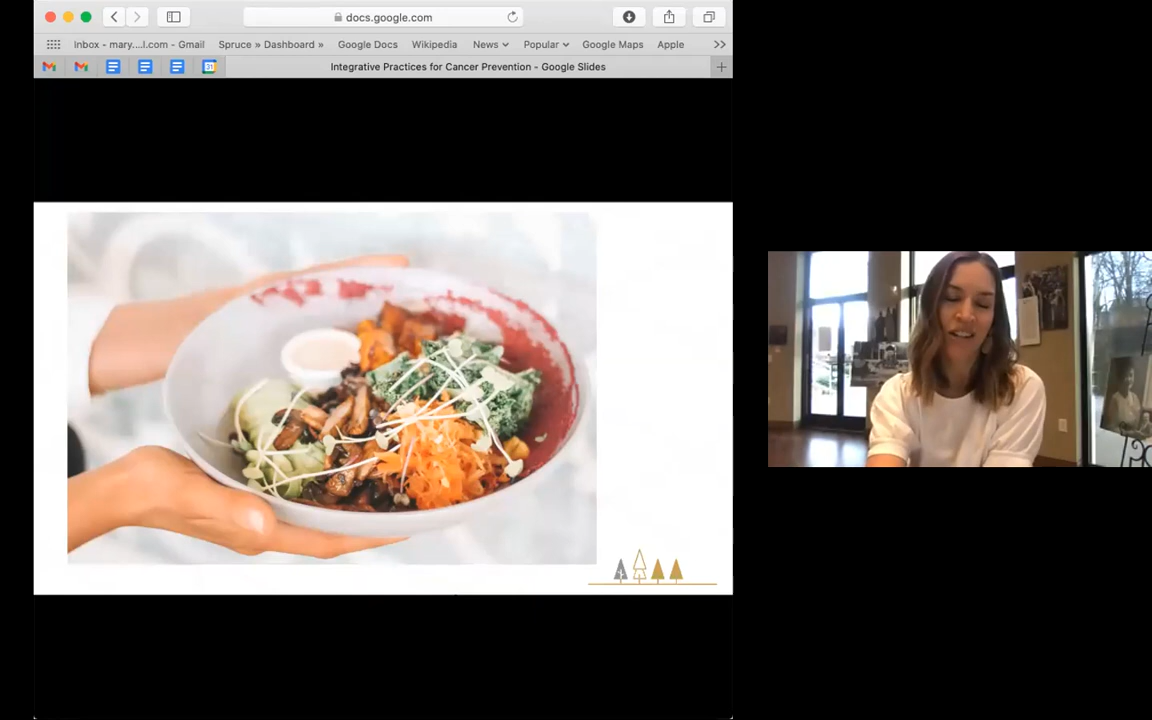 docs.google.com
Inbox - mary....l.com - Gmail Spruce » Dashboard » Google Docs Wikipedia News Popular Google Maps Apple
31 Integrative Practices for Cancer Prevention - Google Slides